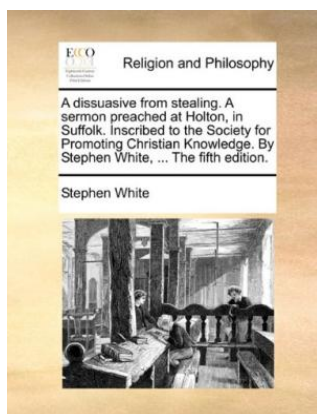 ECCO
Religion and Philosophy
A dissuasive from stealing. A
sermon preached at Holton, in
Suffolk. Inscribed to the Society for
Promoting Christian Knowledge. By
Stephen White, ... The fifth edition.
Stephen White